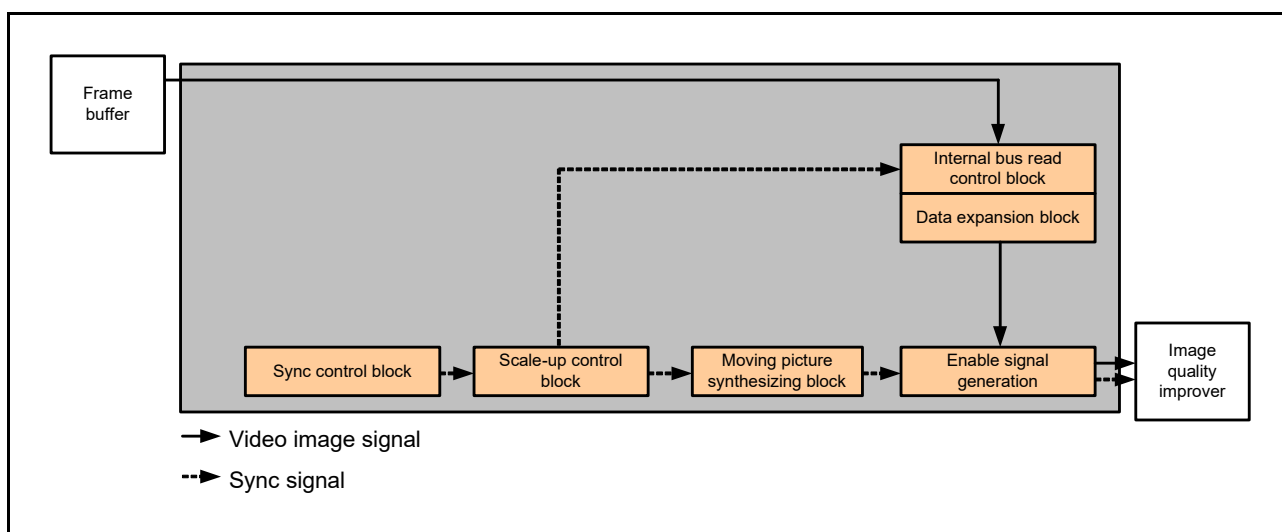 Frame
buffer
Internal bus read
control block
Data expansion block
Sync control block
Scale-up control
block
Moving picture
synthesizing block
Enable signal
generation
Image
quality
improver
Video image signal
Sync signal